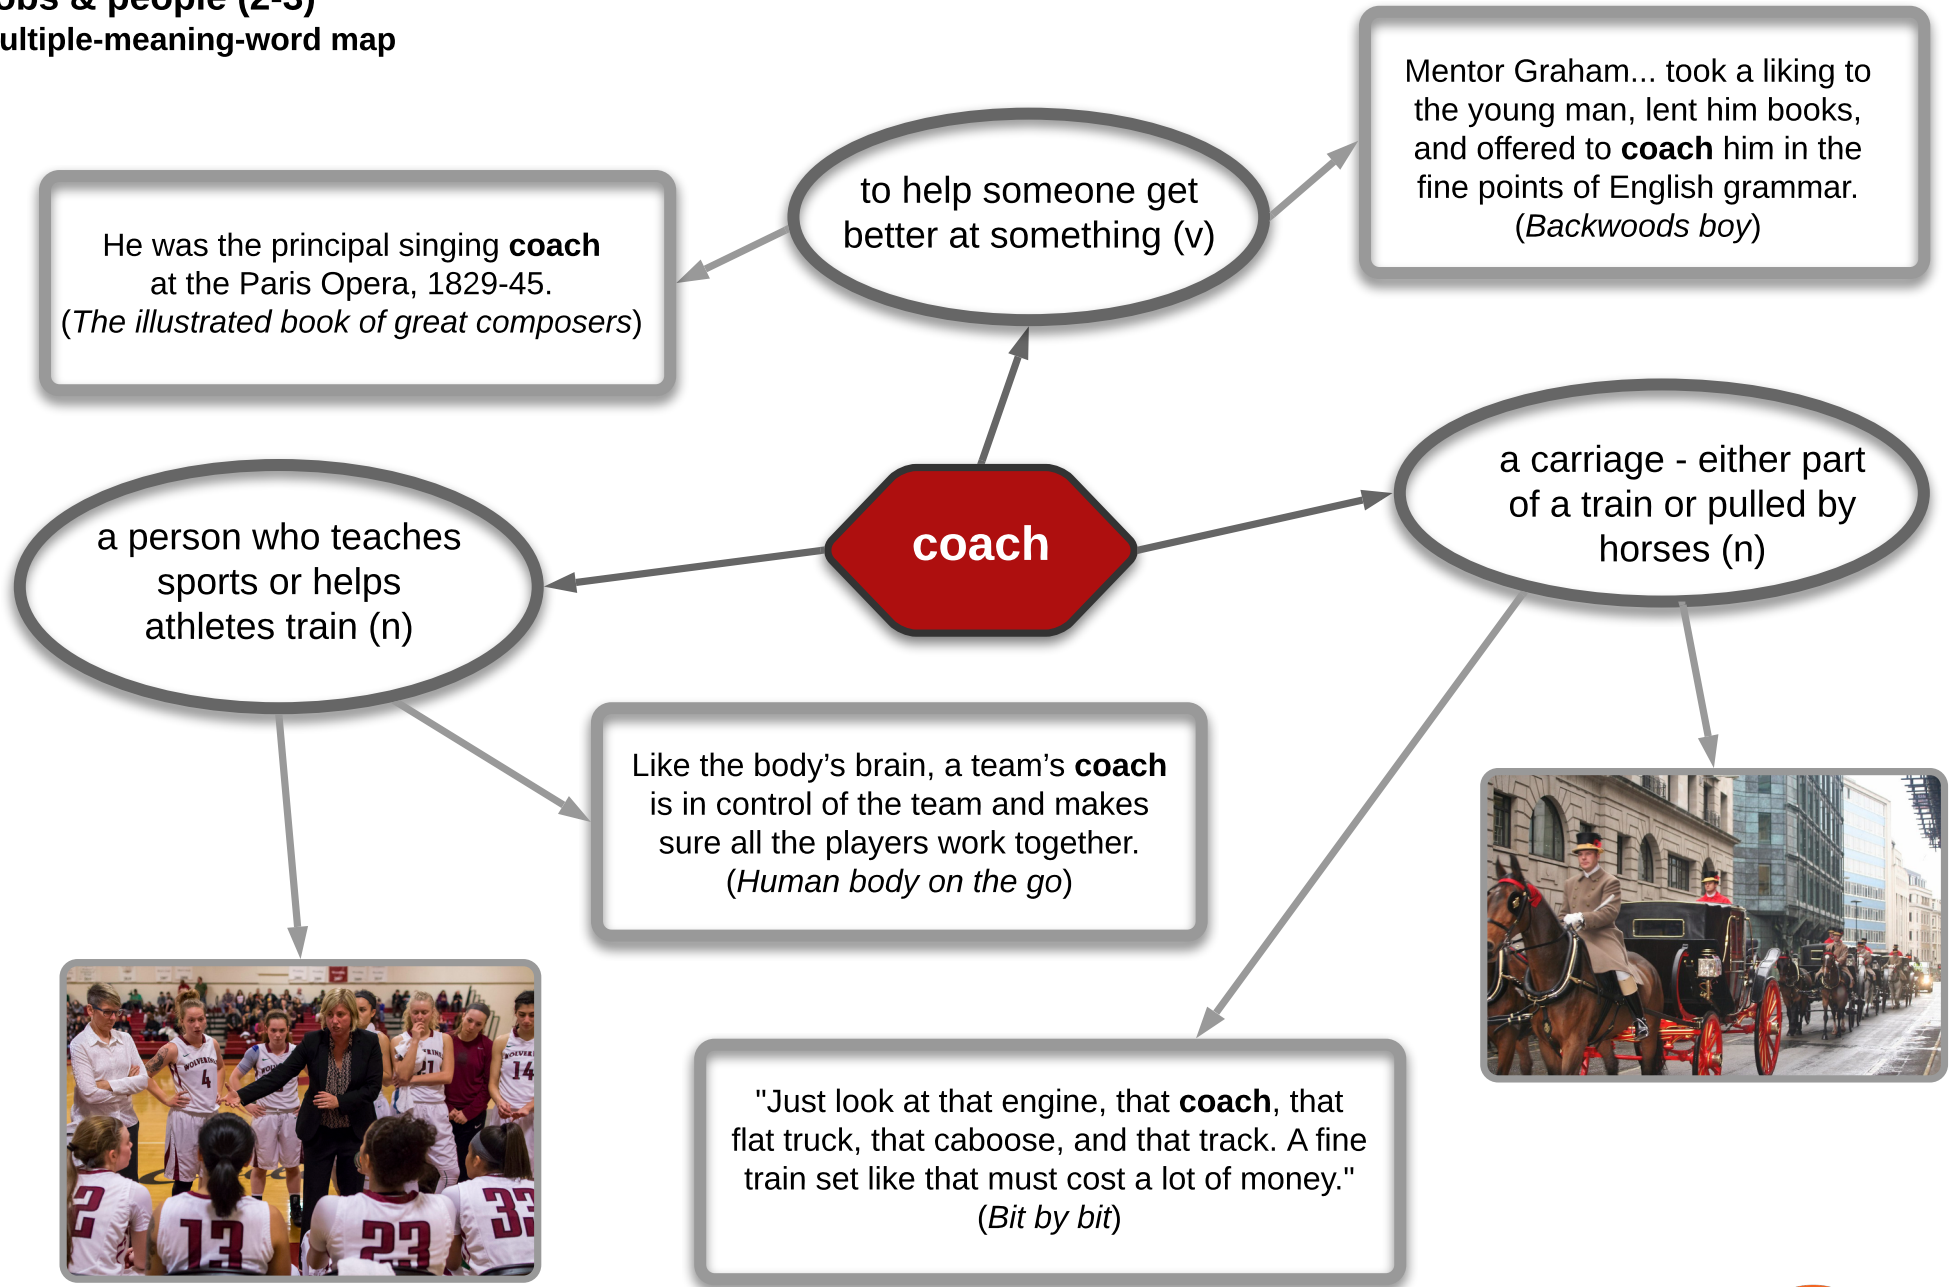 obs & people (2-3)
ultiple-meaning-word map
Mentor Graham... took a liking to
the young man, lent him books,
and offered to coach him in the
fine points of English grammar.
(Backwoods boy)
to help someone get
better at something (v)
He was the principal singing coach
at the Paris Opera, 1829-45.
(The illustrated book of great composers)
a carriage - either part
of a train or pulled by
horses (n)
coach
a person who teaches
sports or helps
athletes train (n)
Like the body’s brain, a team’s coach
is in control of the team and makes
sure all the players work together.
(Human body on the go)
"Just look at that engine, that coach, that
flat truck, that caboose, and that track. A fine
train set like that must cost a lot of money."
(Bit by bit)
WOLVERINES
4
21
14
2
13
23
33